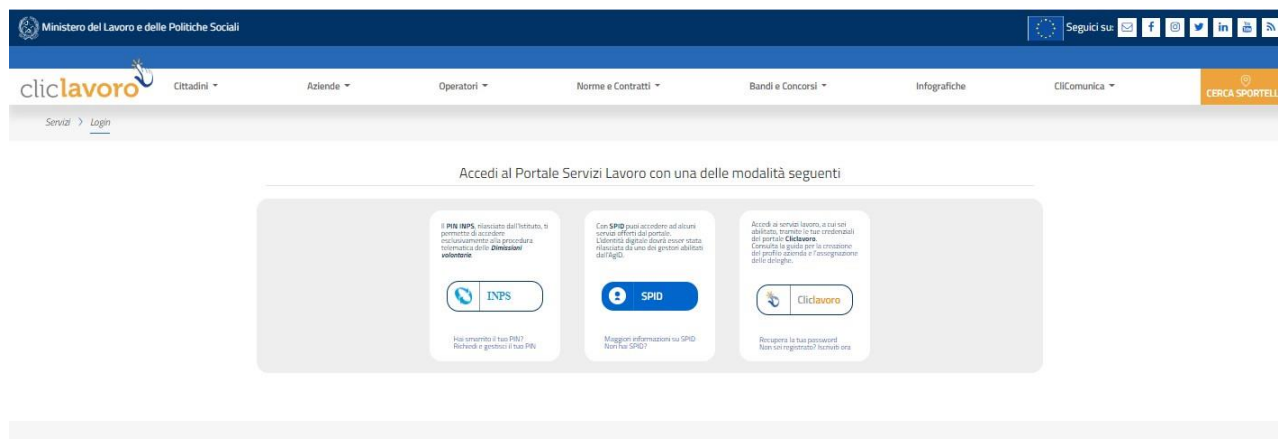 Ministero del Lavoro e delle Politiche Sociali
Seguici su:
cliclavoro
Cittadini
Aziende
Operatori
Norme e Contratti
Bandi e Concorsi
Infografiche
CliComunica
CERCA SPORTELL
Servizi > Login
Accedi al Portale Servizi Lavoro con una delle modalità seguenti
Il PIN INPS, rilasciato dall'Istituto, ti
permette di accedere
esclusivamente alla procedura
telematica delle Dimissioni
volontarie.
INPS
Hai smarrito il tuo PIN?
Richiedi e gestisci il tuo PIN
Con SPID puoi accedere ad alcuni
servizi offerti dal portale.
L'identità digitale dovrà esser stata
rilasciata da uno dei gestori abilitati
dall'AgID.
SPID
Maggiori informazioni su SPID
Non hai SPID?
Accedi ai servizi lavoro, a cui sei
abilitato, tramite le tue credenziali
del portale Cliclavoro.
Consulta la guida per la creazione
del profilo azienda e l'assegnazione
delle deleghe.
Cliclavoro
Recupera la tua password
Non sei registrato? Iscriviti ora